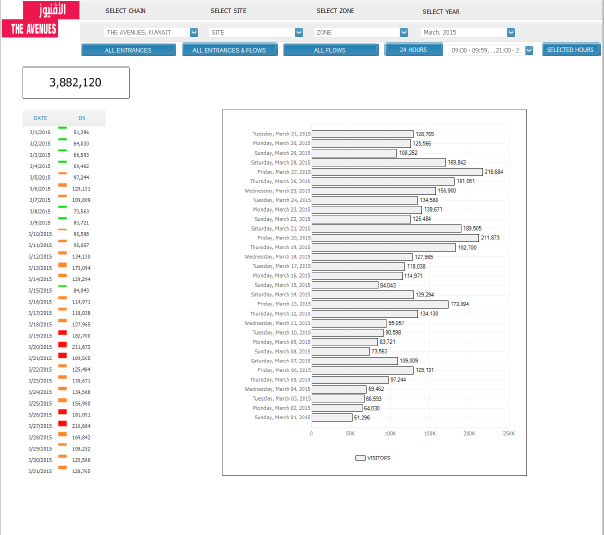 الأڤنيوز
THE AVENUES
SELECT CHAIN SELECT SITE SELECT ZONE SELECT YEAR
THE AVENUES, KUWAIT SITE ZONE March, 2015
ALL ENTRANCES ALL ENTRANCES & FLOWS ALL FLOWS 24 HOURS 09:00 - 09:59,...,21:00 - 2... SELECTED HOURS
3,882,120
DATE IN
3/1/2015 51,296
3/2/2015 64,030
3/3/2015 66,593
3/4/2015 69,462
3/5/2015 97,244
3/6/2015 129,131
3/7/2015 109,009
3/8/2015 73,563
3/9/2015 83,721
3/10/2015 90,598
3/11/2015 95,057
3/12/2015 134,130
3/13/2015 173,094
3/14/2015 129,294
3/15/2015 84,043
3/16/2015 114,971
3/17/2015 118,038
3/18/2015 127,965
3/19/2015 182,700
3/20/2015 211,873
3/21/2015 189,505
3/22/2015 125,484
3/23/2015 139,671
3/24/2015 134,588
3/25/2015 156,900
3/26/2015 181,051
3/27/2015 216,684
3/28/2015 169,842
3/29/2015 108,252
3/30/2015 125,566
3/31/2015 128,765
Tuesday, March 31, 2015 128,765
Monday, March 30, 2015 125,566
Sunday, March 29, 2015 108,252
Saturday, March 28, 2015 169,842
Friday, March 27, 2015 216,684
Thursday, March 26, 2015 181,051
Wednesday, March 25, 2015 156,900
Tuesday, March 24, 2015 134,588
Monday, March 23, 2015 139,671
Sunday, March 22, 2015 125,484
Saturday, March 21, 2015 189,505
Friday, March 20, 2015 211,873
Thursday, March 19, 2015 182,700
Wednesday, March 18, 2015 127,965
Tuesday, March 17, 2015 118,038
Monday, March 16, 2015 114,971
Sunday, March 15, 2015 84,043
Saturday, March 14, 2015 129,294
Friday, March 13, 2015 173,094
Thursday, March 12, 2015 134,130
Wednesday, March 11, 2015 95,057
Tuesday, March 10, 2015 90,598
Monday, March 09, 2015 83,721
Sunday, March 08, 2015 73,563
Saturday, March 07, 2015 109,009
Friday, March 06, 2015 129,131
Thursday, March 05, 2015 97,244
Wednesday, March 04, 2015 69,462
Tuesday, March 03, 2015 66,593
Monday, March 02, 2015 64,030
Sunday, March 01, 2015 51,296
0 50K 100K 150K 200K 250K
VISITORS